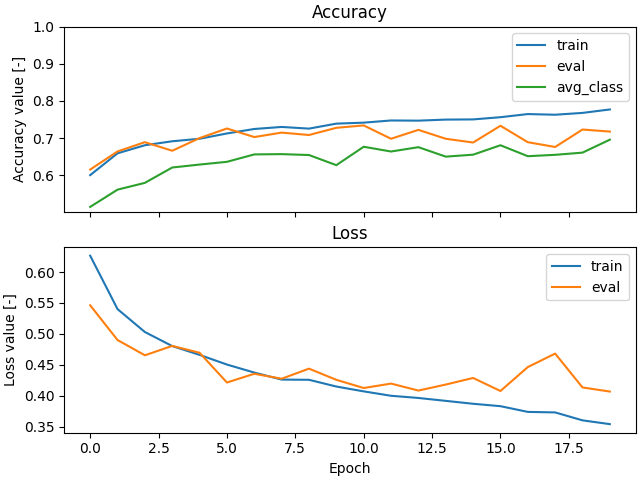 Accuracy
1.0
0.9
0.8
0.7
0.6
Accuracy value [-]
train
eval
avg_class
Loss
0.60
0.55
0.50
0.45
0.40
0.35
Loss value [-]
train
eval
0.0 2.5 5.0 7.5 10.0 12.5 15.0 17.5
Epoch